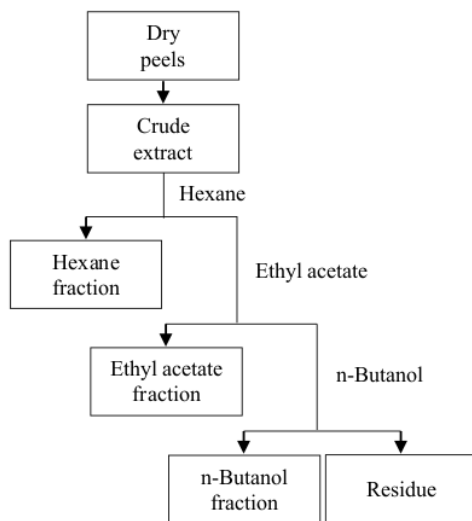 Dry
peels
Crude
extract
Hexane
Hexane
fraction
Ethyl acetate
Ethyl acetate
fraction
n-Butanol
n-Butanol
fraction
Residue